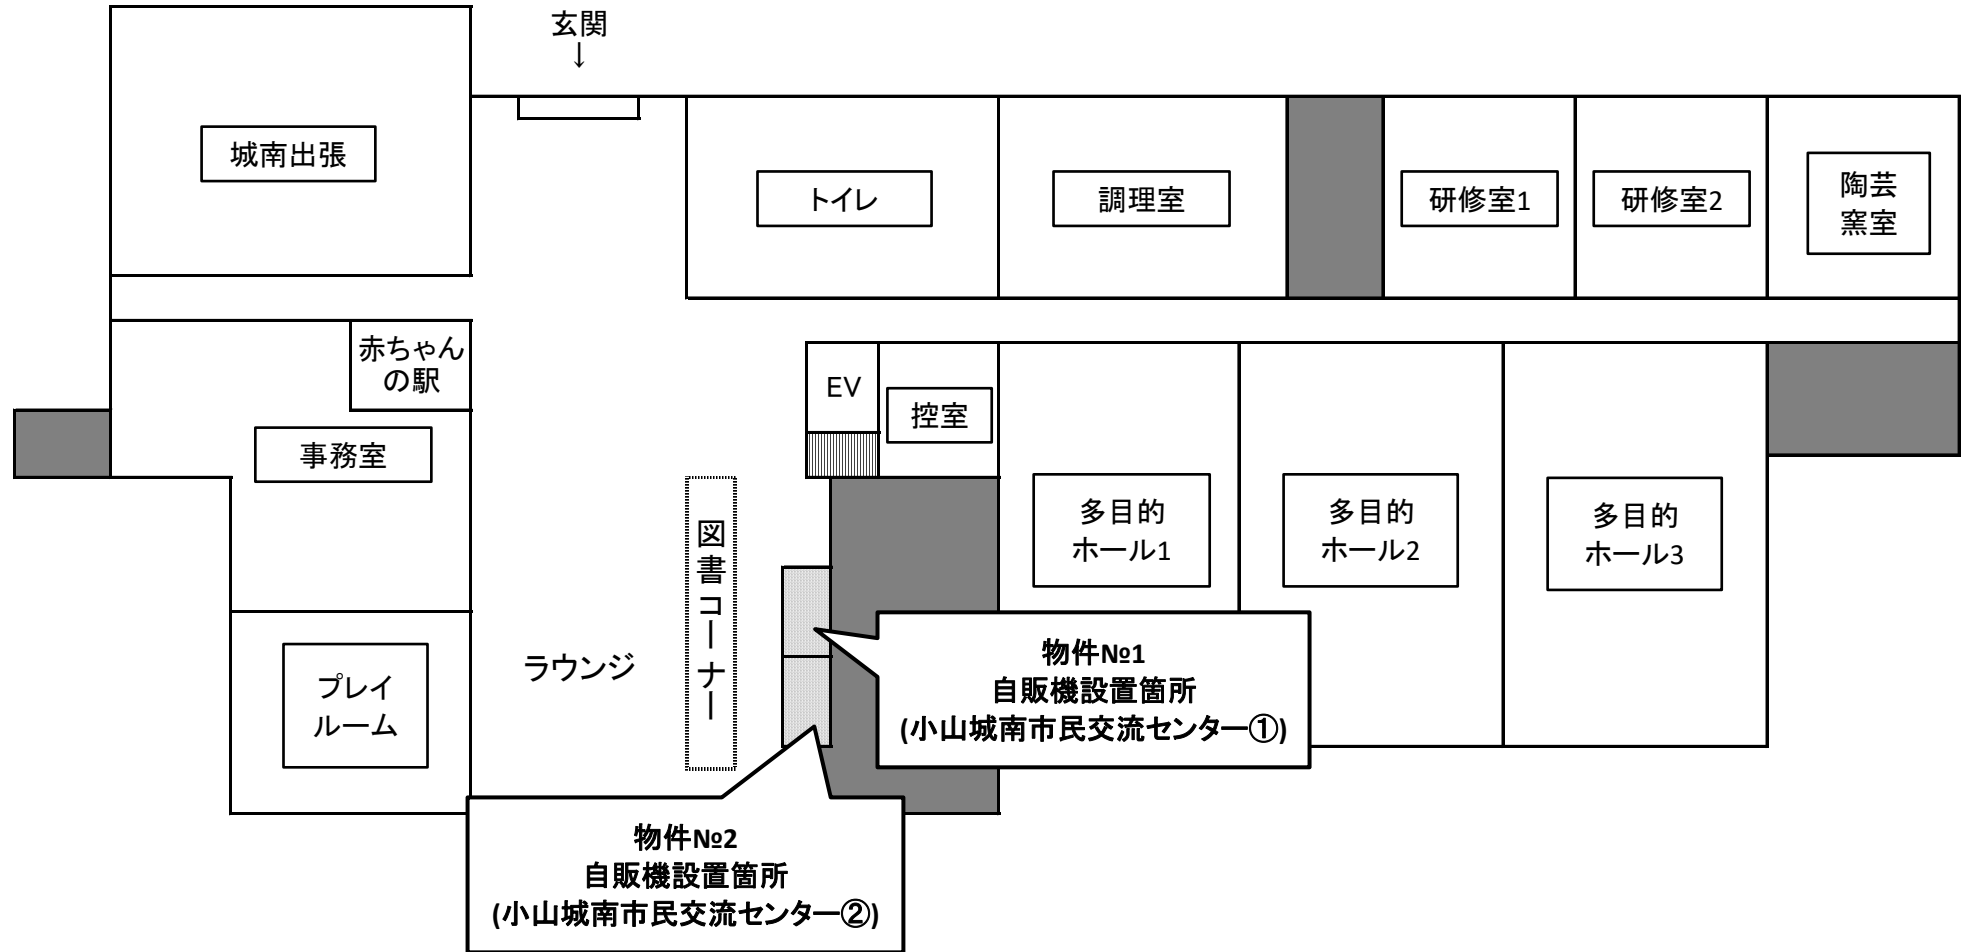 玄関
↓
城南出張
トイレ
調理室
研修室1
研修室2
陶芸
窯室
赤ちゃん
の駅
EV
控室
事務室
図書コーナー
多目的
ホール1
多目的
ホール2
多目的
ホール3
ラウンジ
プレイ
ルーム
物件№1
自販機設置箇所
(小山城南市民交流センター①)
物件№2
自販機設置箇所
(小山城南市民交流センター②)